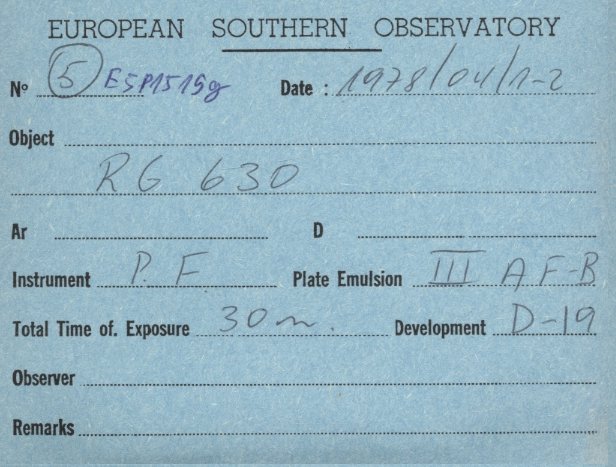 EUROPEAN SOUTHERN OBSERVATORY
No 5 ESP1519g Date : 1978/04/1-2
Object
RG 630
Ar D
Instrument P. F. Plate Emulsion III AF-B
Total Time of. Exposure 30 m. Development D-19
Observer
Remarks